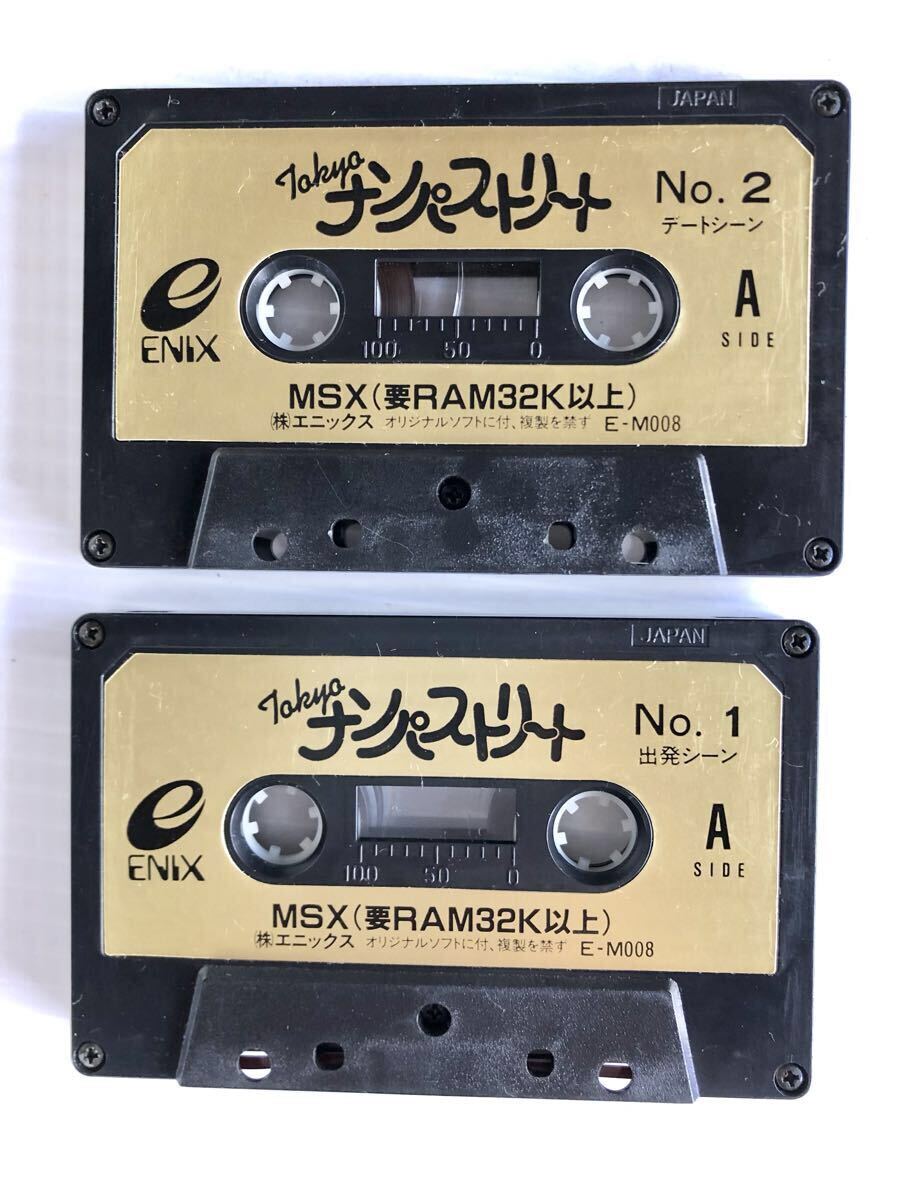 JAPAN
Tokyo
ナンパストリート
No. 2
デートシーン
ENIX
A
SIDE
100 50 0
MSX(要RAM32K以上)
㈱エニックス オリジナルソフトに付、複製を禁ず E-M008
JAPAN
Tokyo
ナンパストリート
No. 1
出発シーン
ENIX
A
SIDE
100 50 0
MSX(要RAM32K以上)
㈱エニックス オリジナルソフトに付、複製を禁ず E-M008